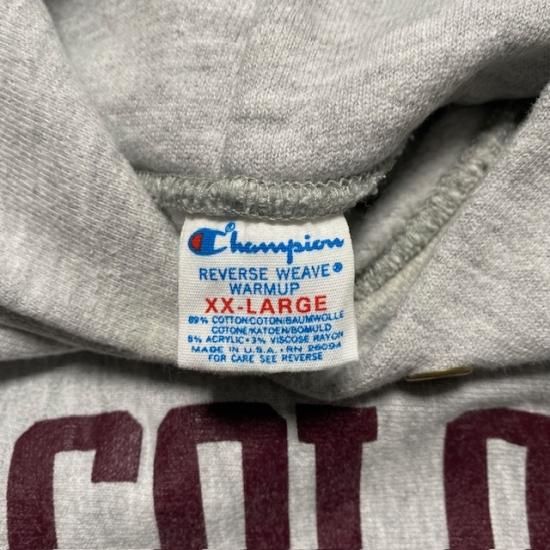 Champion
REVERSE WEAVE®
WARMUP
XX-LARGE
89% COTTON/COTON/BAUMWOLLE
COTONE/KATOEN/BOMULD
8% ACRYLIC • 3% VISCOSE RAYON
MADE IN U.S.A. • RN 26094
FOR CARE SEE REVERSE
COLO